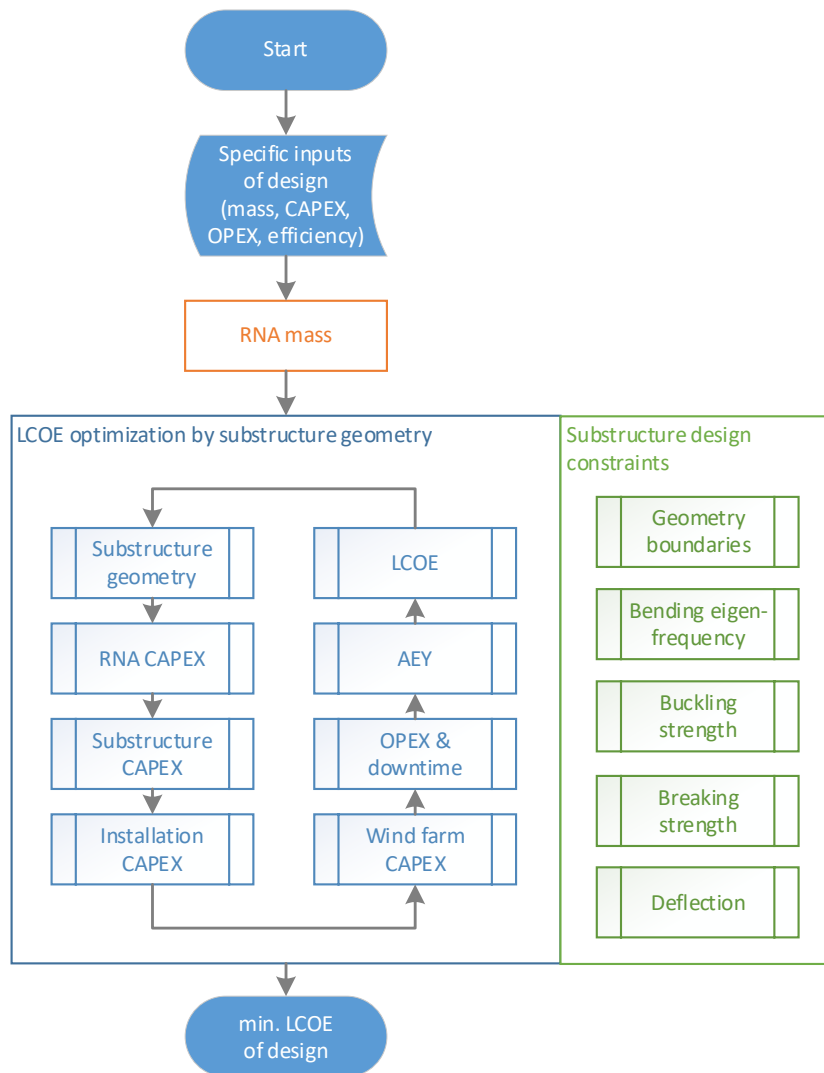 Start
Specific inputs
of design
(mass, CAPEX,
OPEX, efficiency)
RNA mass
LCOE optimization by substructure geometry
Substructure
geometry
RNA CAPEX
Substructure
CAPEX
Installation
CAPEX
LCOE
AEY
OPEX &
downtime
Wind farm
CAPEX
Substructure design
constraints
Geometry
boundaries
Bending eigen-
frequency
Buckling
strength
Breaking
strength
Deflection
min. LCOE
of design